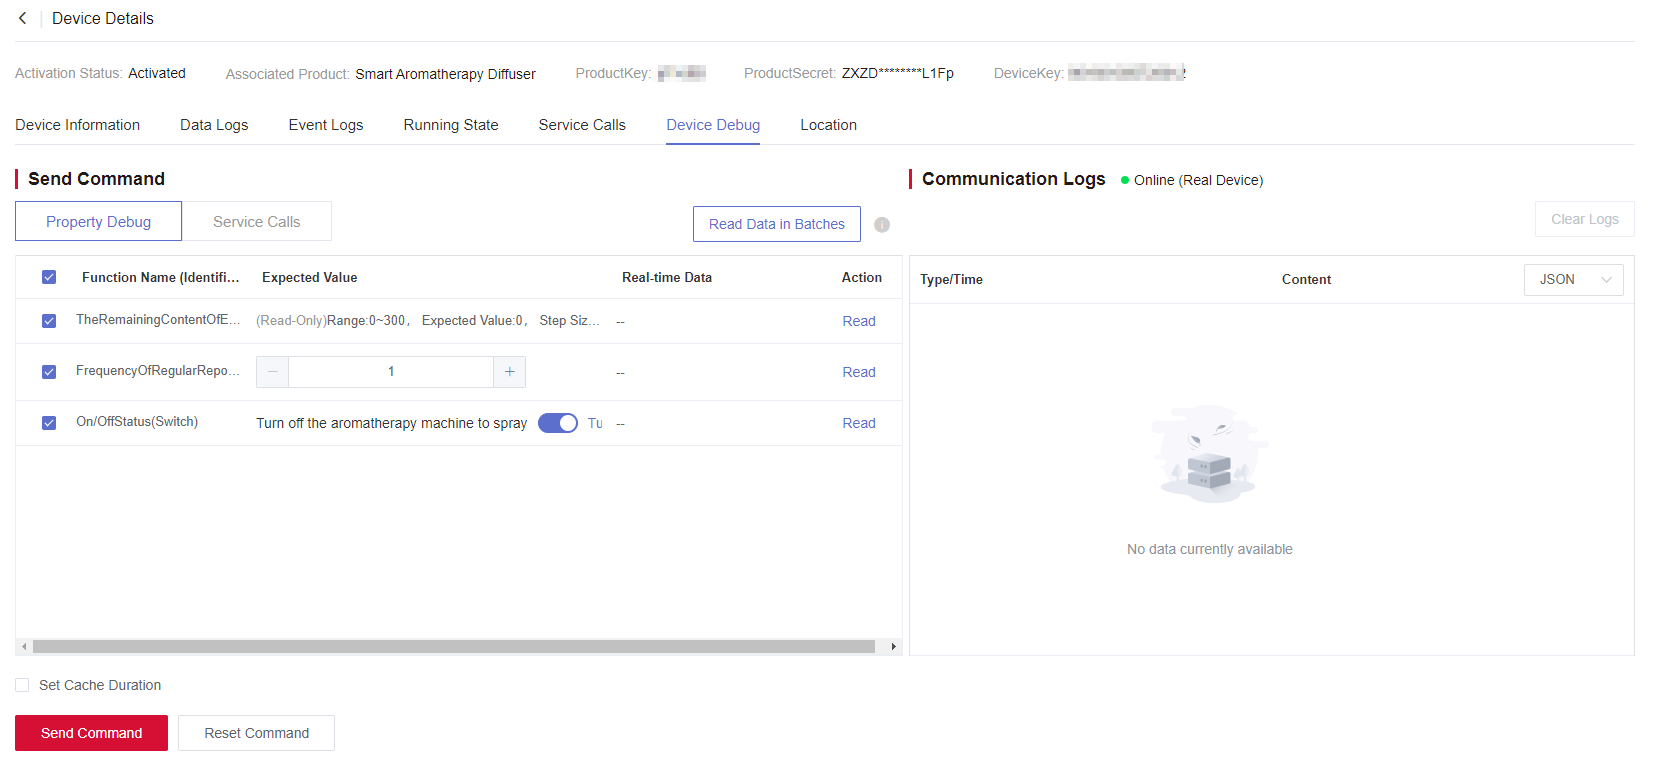 Device Details
Activation Status: Activated Associated Product: Smart Aromatherapy Diffuser ProductKey: ProductSecret: ZXZD********L1Fp DeviceKey:
Device Information Data Logs Event Logs Running State Service Calls Device Debug Location
Send Command
Communication Logs Online (Real Device)
Property Debug Service Calls Read Data in Batches
Clear Logs
Function Name (Identifi... Expected Value Real-time Data Action
Type/Time Content JSON
TheRemainingContentOfE... (Read-Only)Range:0~300, Expected Value:0, Step Siz... -- Read
FrequencyOfRegularRepo... − 1 + -- Read
On/OffStatus(Switch) Turn off the aromatherapy machine to spray Tu -- Read
No data currently available
Set Cache Duration
Send Command Reset Command